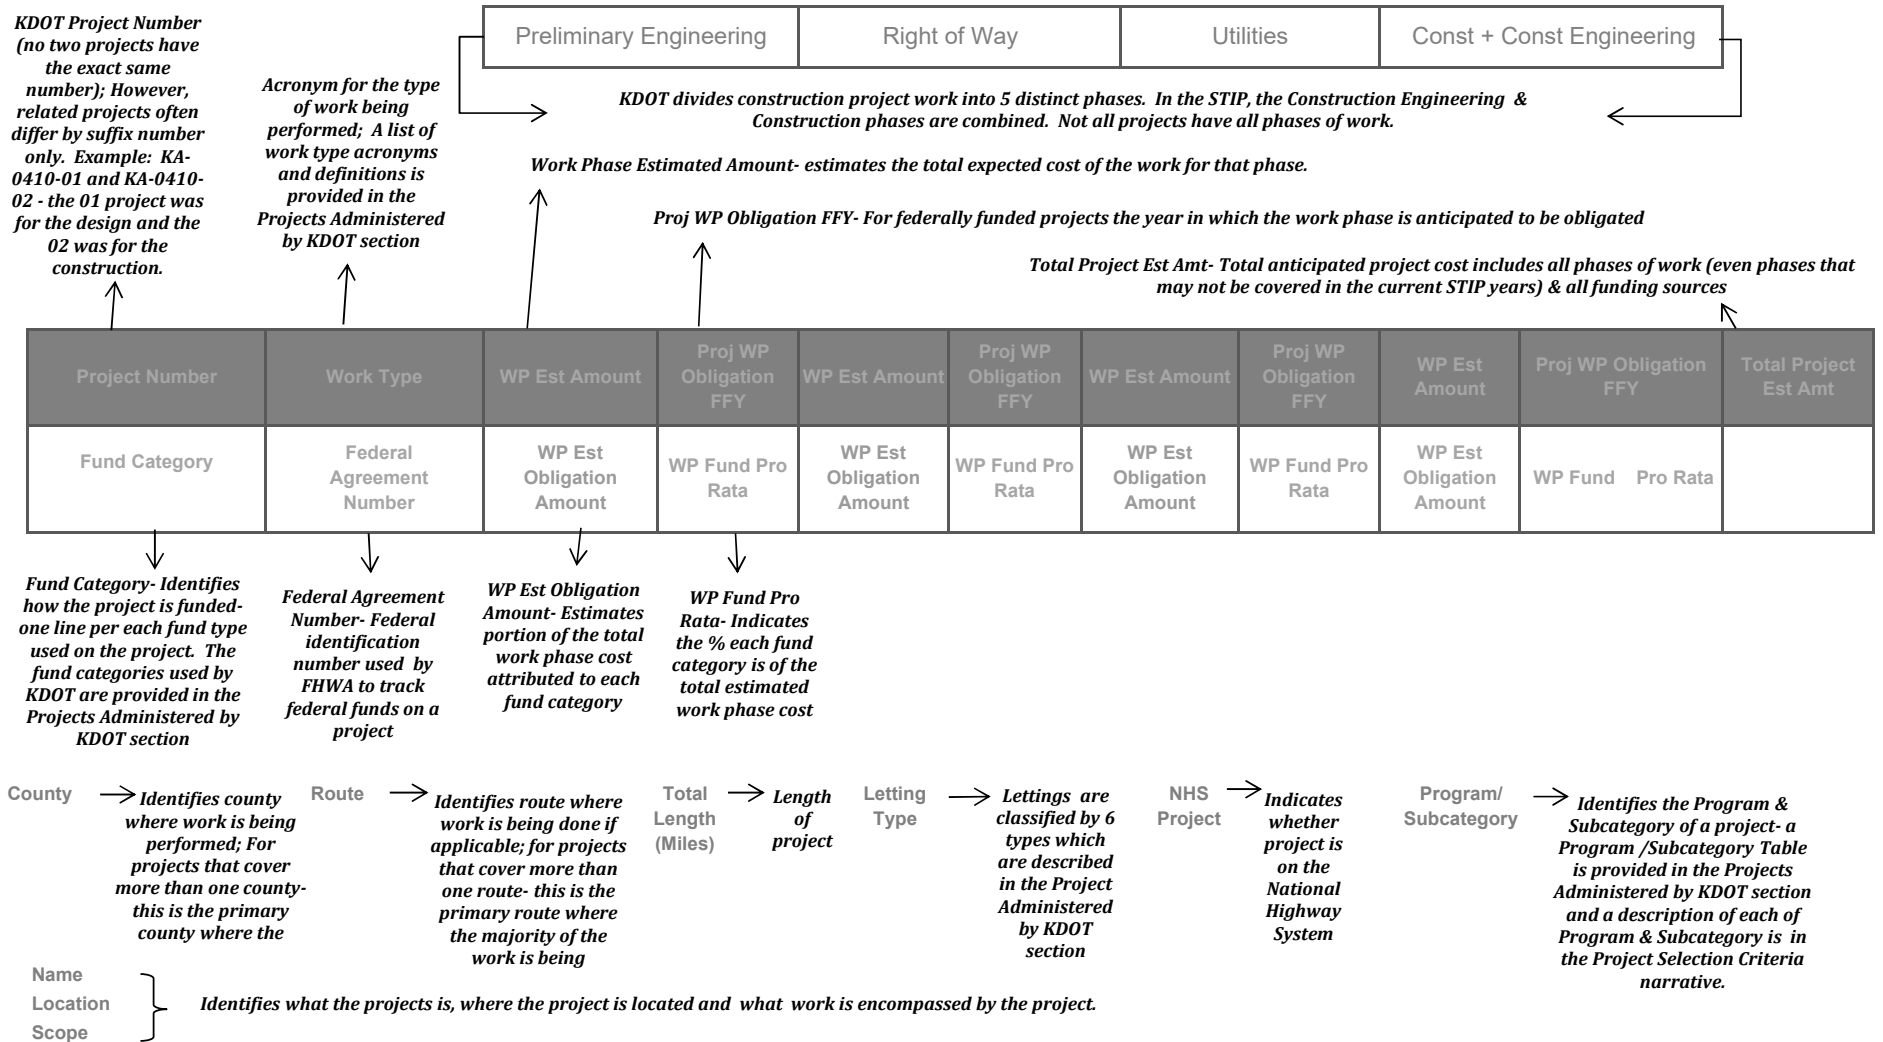 KDOT Project Number
(no two projects have
the exact same
number); However,
related projects often
differ by suffix number
only. Example: KA-
0410-01 and KA-0410-
02 - the 01 project was
for the design and the
02 was for the
construction.
Acronym for the type
of work being
performed; A list of
work type acronyms
and definitions is
provided in the
Projects Administered
by KDOT section
Preliminary Engineering
Right of Way
Utilities
Const + Const Engineering
KDOT divides construction project work into 5 distinct phases. In the STIP, the Construction Engineering &
Construction phases are combined. Not all projects have all phases of work.
Work Phase Estimated Amount- estimates the total expected cost of the work for that phase.
Proj WP Obligation FFY- For federally funded projects the year in which the work phase is anticipated to be obligated
Total Project Est Amt- Total anticipated project cost includes all phases of work (even phases that
may not be covered in the current STIP years) & all funding sources
Project Number
Work Type
WP Est Amount
Proj WP
Obligation
FFY
WP Est Amount
Proj WP
Obligation
FFY
WP Est Amount
Proj WP
Obligation
FFY
WP Est
Amount
Proj WP Obligation
FFY
Total Project
Est Amt
Fund Category
Federal
Agreement
Number
WP Est
Obligation
Amount
WP Fund Pro
Rata
WP Est
Obligation
Amount
WP Fund Pro
Rata
WP Est
Obligation
Amount
WP Fund Pro
Rata
WP Est
Obligation
Amount
WP Fund Pro Rata
Fund Category- Identifies
how the project is funded-
one line per each fund type
used on the project. The
fund categories used by
KDOT are provided in the
Projects Administered by
KDOT section
Federal Agreement
Number- Federal
identification
number used by
FHWA to track
federal funds on a
project
WP Est Obligation
Amount- Estimates
portion of the total
work phase cost
attributed to each
fund category
WP Fund Pro
Rata- Indicates
the % each fund
category is of the
total estimated
work phase cost
County
Identifies county
where work is being
performed; For
projects that cover
more than one county-
this is the primary
county where the
Route
Identifies route where
work is being done if
applicable; for projects
that cover more than
one route- this is the
primary route where
the majority of the
work is being
Total
Length
(Miles)
Length
of
project
Letting
Type
Lettings are
classified by 6
types which
are described
in the Project
Administered
by KDOT
section
NHS
Project
Indicates
whether
project is
on the
National
Highway
System
Program/
Subcategory
Identifies the Program &
Subcategory of a project- a
Program /Subcategory Table
is provided in the Projects
Administered by KDOT section
and a description of each of
Program & Subcategory is in
the Project Selection Criteria
narrative.
Name
Location
Scope
Identifies what the projects is, where the project is located and what work is encompassed by the project.